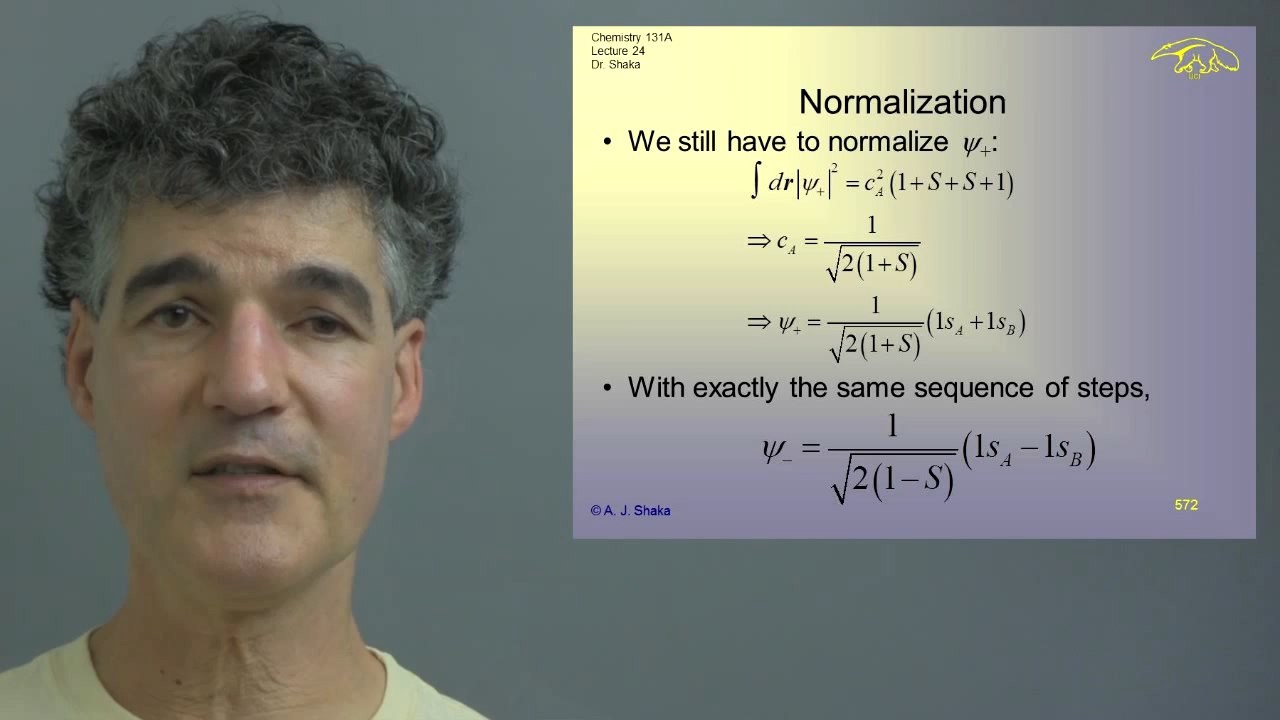 Chemistry 131A
Lecture 24
Dr. Shaka
UCI
Normalization
• We still have to normalize ψ₊:
∫ dr|ψ₊|² = c_A² (1 + S + S + 1)
⇒ c_A = 1 / √(2(1 + S))
⇒ ψ₊ = 1 / √(2(1 + S)) (1s_A + 1s_B)
• With exactly the same sequence of steps,
ψ₋ = 1 / √(2(1 − S)) (1s_A − 1s_B)
© A. J. Shaka
572